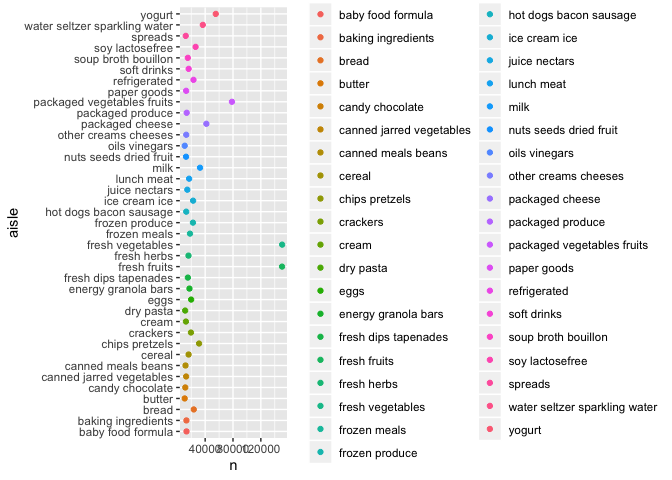 aisle
yogurt
water seltzer sparkling water
spreads
soy lactosefree
soup broth bouillon
soft drinks
refrigerated
paper goods
packaged vegetables fruits
packaged produce
packaged cheese
other creams cheeses
oils vinegars
nuts seeds dried fruit
milk
lunch meat
juice nectars
ice cream ice
hot dogs bacon sausage
frozen produce
frozen meals
fresh vegetables
fresh herbs
fresh fruits
fresh dips tapenades
energy granola bars
eggs
dry pasta
cream
crackers
chips pretzels
cereal
canned meals beans
canned jarred vegetables
candy chocolate
butter
bread
baking ingredients
baby food formula
40000 80000 120000
n
baby food formula
baking ingredients
bread
butter
candy chocolate
canned jarred vegetables
canned meals beans
cereal
chips pretzels
crackers
cream
dry pasta
eggs
energy granola bars
fresh dips tapenades
fresh fruits
fresh herbs
fresh vegetables
frozen meals
frozen produce
hot dogs bacon sausage
ice cream ice
juice nectars
lunch meat
milk
nuts seeds dried fruit
oils vinegars
other creams cheeses
packaged cheese
packaged produce
packaged vegetables fruits
paper goods
refrigerated
soft drinks
soup broth bouillon
soy lactosefree
spreads
water seltzer sparkling water
yogurt